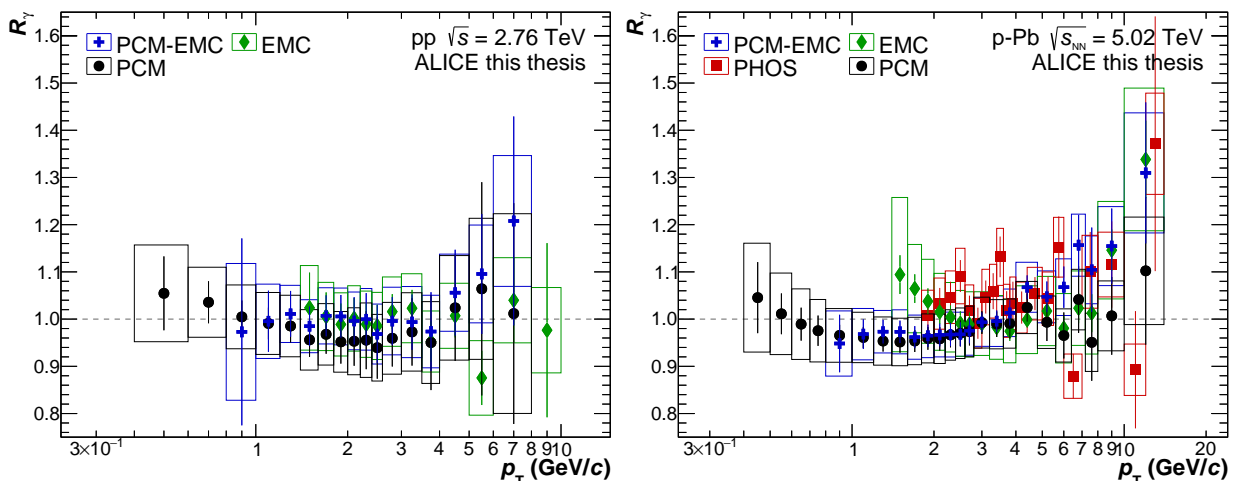 R_γ
1.6
1.5
1.4
1.3
1.2
1.1
1.0
0.9
0.8
PCM-EMC EMC
PCM
pp √s = 2.76 TeV
ALICE this thesis
3×10⁻¹ 1 2 3 4 5 6 7 8 910
p_T (GeV/c)
R_γ
1.6
1.5
1.4
1.3
1.2
1.1
1.0
0.9
0.8
PCM-EMC EMC
PHOS PCM
p-Pb √s_NN = 5.02 TeV
ALICE this thesis
3×10⁻¹ 1 2 3 4 5 6 7 8 910 20
p_T (GeV/c)